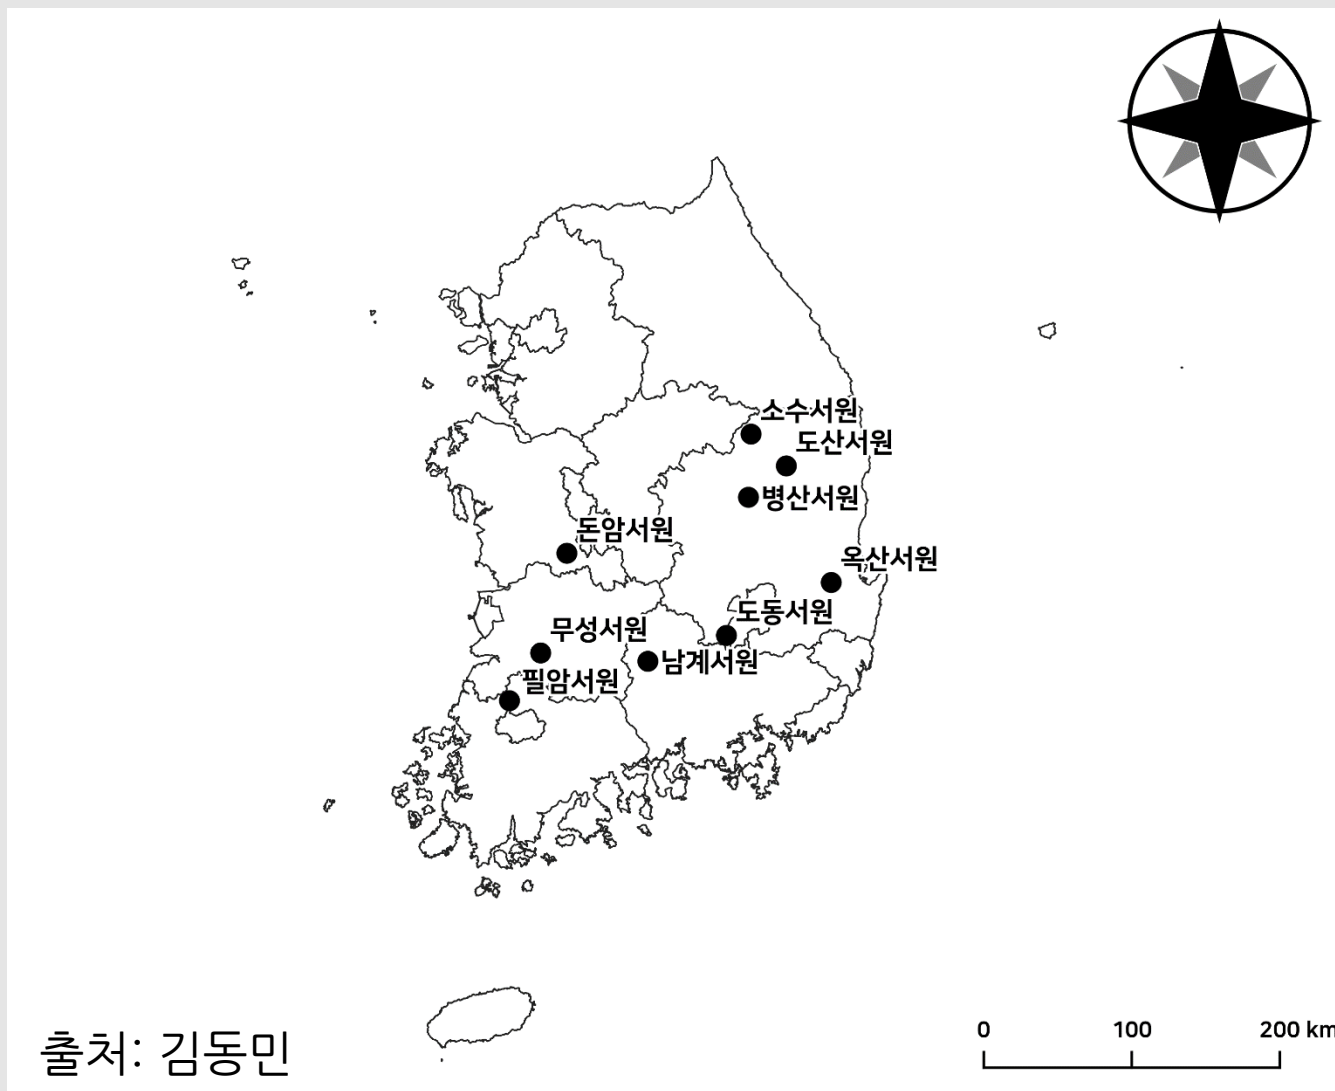 소수서원
도산서원
병산서원
돈암서원
옥산서원
도동서원
무성서원
남계서원
필암서원
출처: 김동민
0 100 200 km